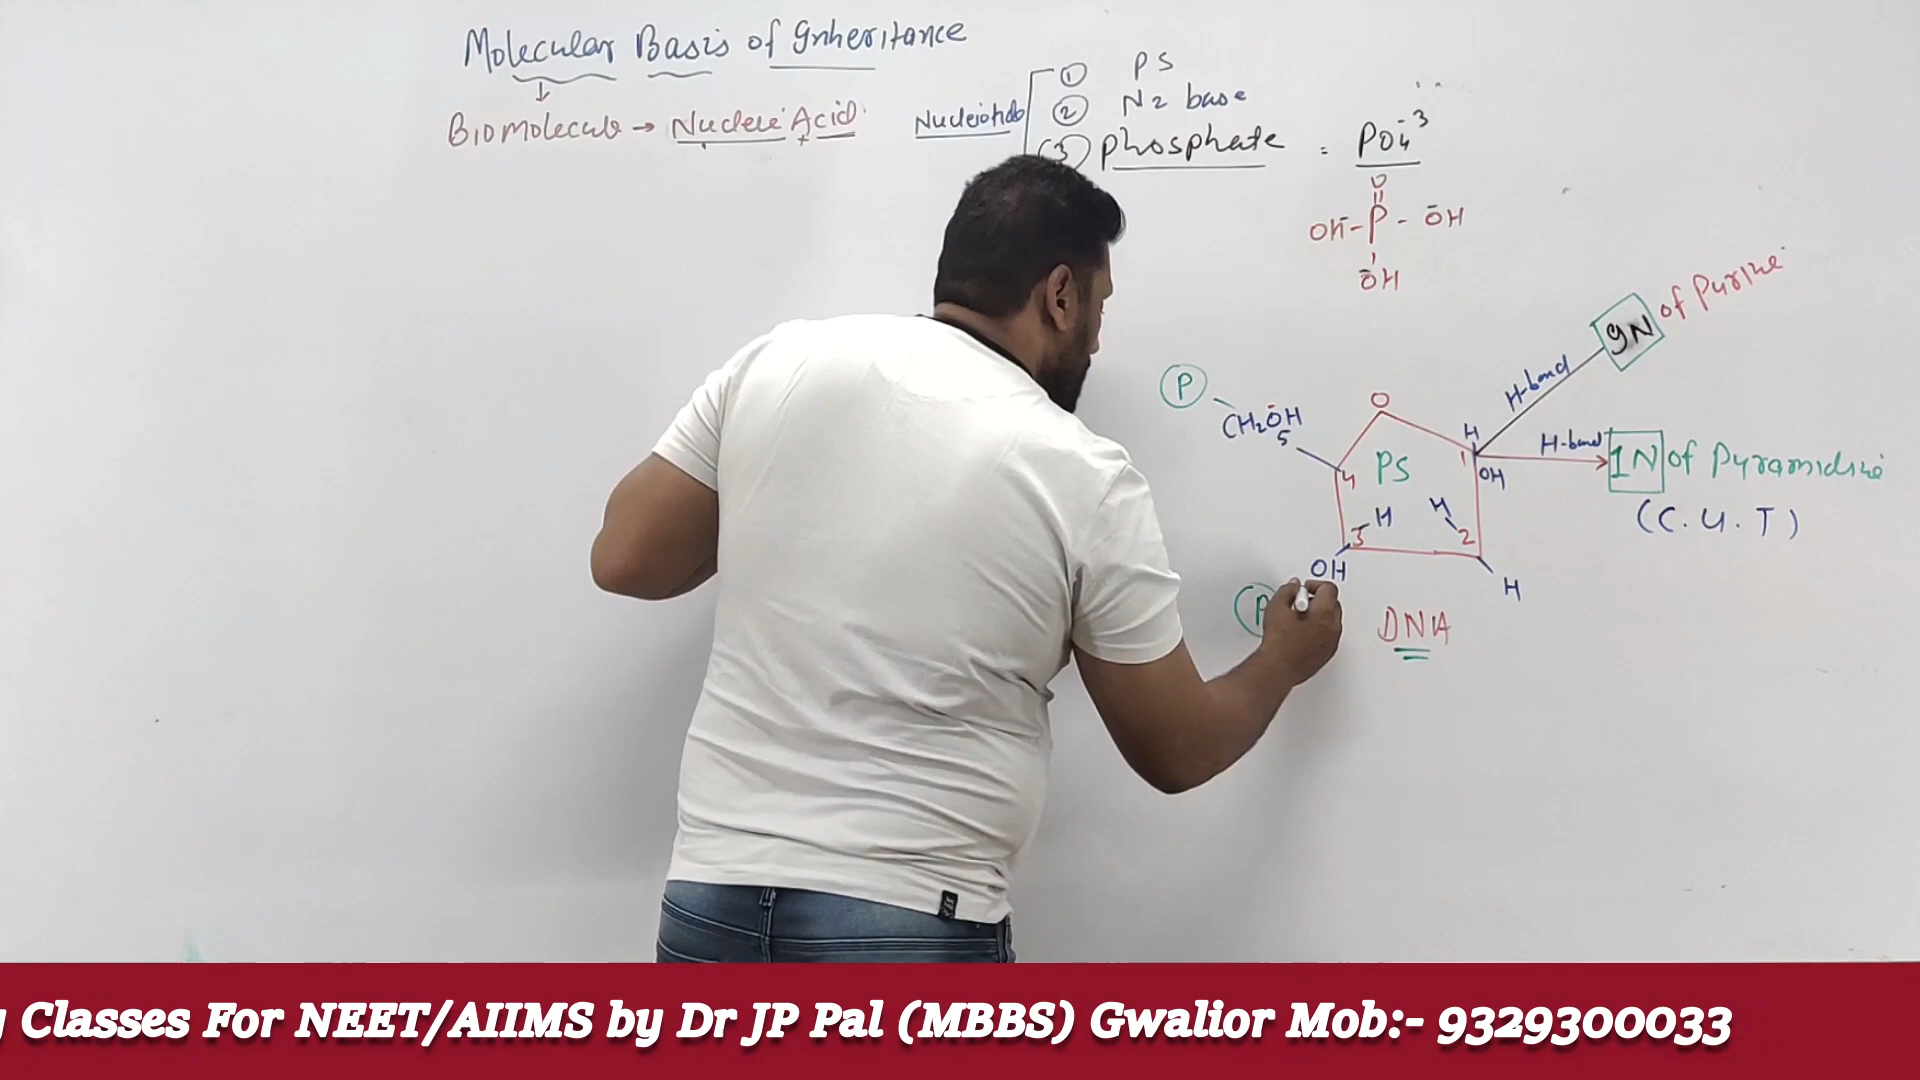 Molecular Basis of Inheritance
Biomolecule → Nucleic Acid
Nucleotide
① PS
② N2 base
③ Phosphate = PO4⁻³
O
OH⁻ - P - OH
OH
9N of Purine
H-bond
P
CH2OH
5
O
H
1
OH
H-bond
1N of Pyramidine
(C. U. T)
PS
4
3
H
H
2
OH
H
P
DNA
Classes For NEET/AIIMS by Dr JP Pal (MBBS) Gwalior Mob:- 9329300033